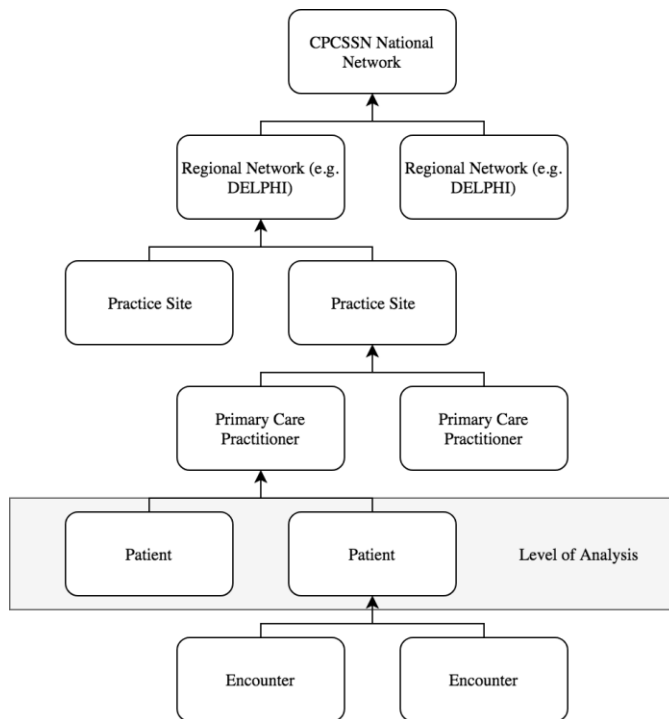 CPCSSN National
Network
Regional Network (e.g.
DELPHI)
Regional Network (e.g.
DELPHI)
Practice Site
Practice Site
Primary Care
Practitioner
Primary Care
Practitioner
Patient
Patient
Level of Analysis
Encounter
Encounter